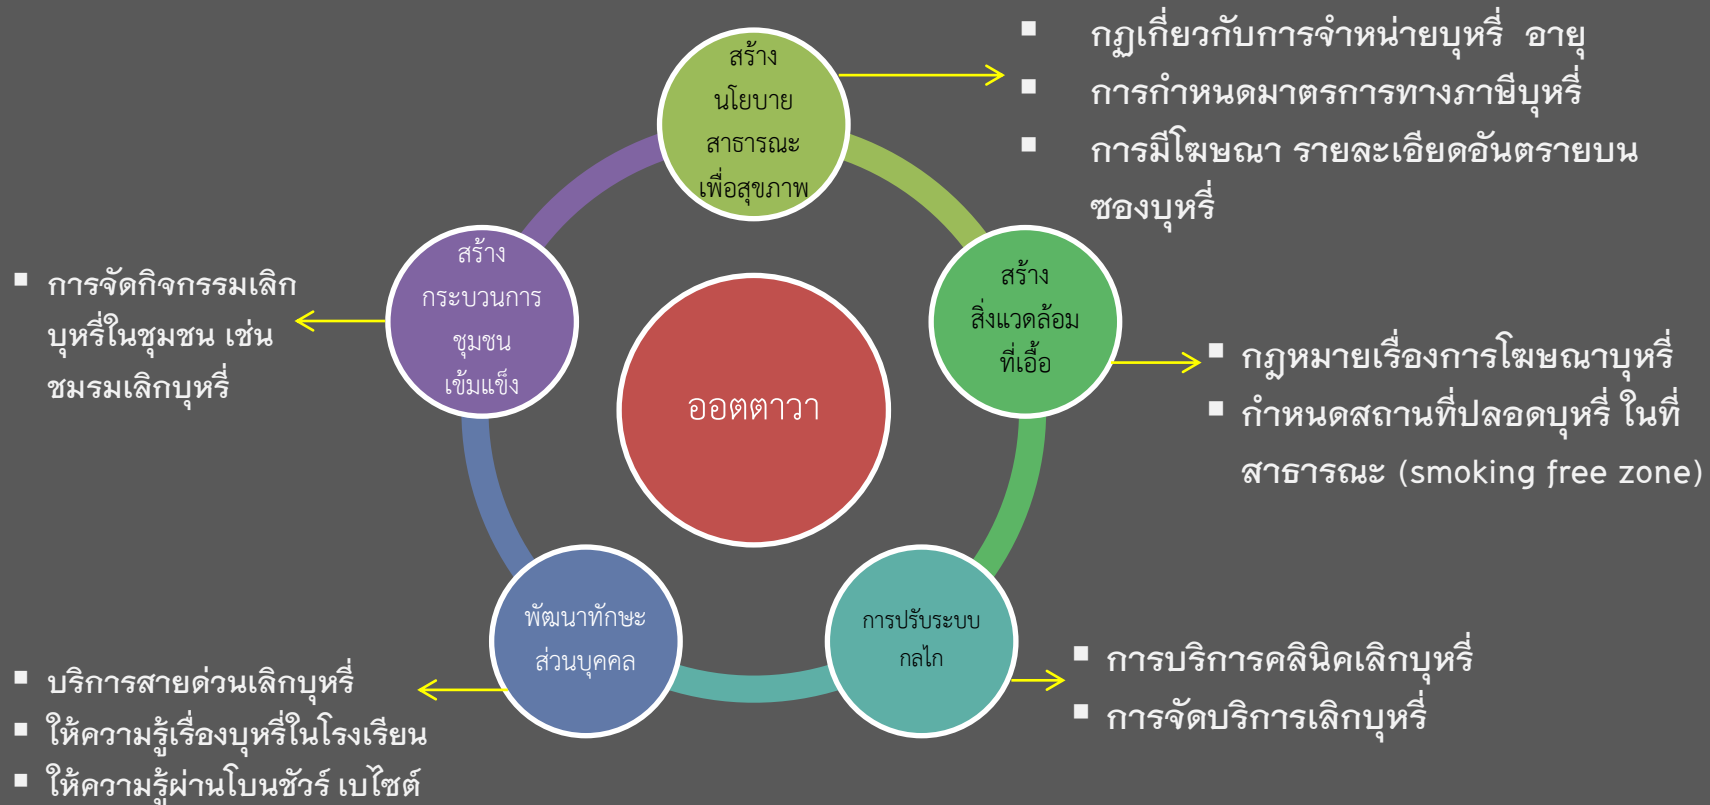 สร้าง
นโยบาย
สาธารณะ
เพื่อสุขภาพ
▪ กฏเกี่ยวกับการจำหน่ายบุหรี่ อายุ
▪ การกำหนดมาตรการทางภาษีบุหรี่
▪ การมีโฆษณา รายละเอียดอันตรายบน
ซองบุหรี่
สร้าง
สิ่งแวดล้อม
ที่เอื้อ
▪ กฎหมายเรื่องการโฆษณาบุหรี่
▪ กำหนดสถานที่ปลอดบุหรี่ ในที่
สาธารณะ (smoking free zone)
ออตตาวา
การปรับระบบ
กลไก
▪ การบริการคลินิคเลิกบุหรี่
▪ การจัดบริการเลิกบุหรี่
พัฒนาทักษะ
ส่วนบุคคล
▪ บริการสายด่วนเลิกบุหรี่
▪ ให้ความรู้เรื่องบุหรี่ในโรงเรียน
▪ ให้ความรู้ผ่านโบนชัวร์ เบไซต์
สร้าง
กระบวนการ
ชุมชน
เข้มแข็ง
▪ การจัดกิจกรรมเลิก
บุหรี่ในชุมชน เช่น
ชมรมเลิกบุหรี่